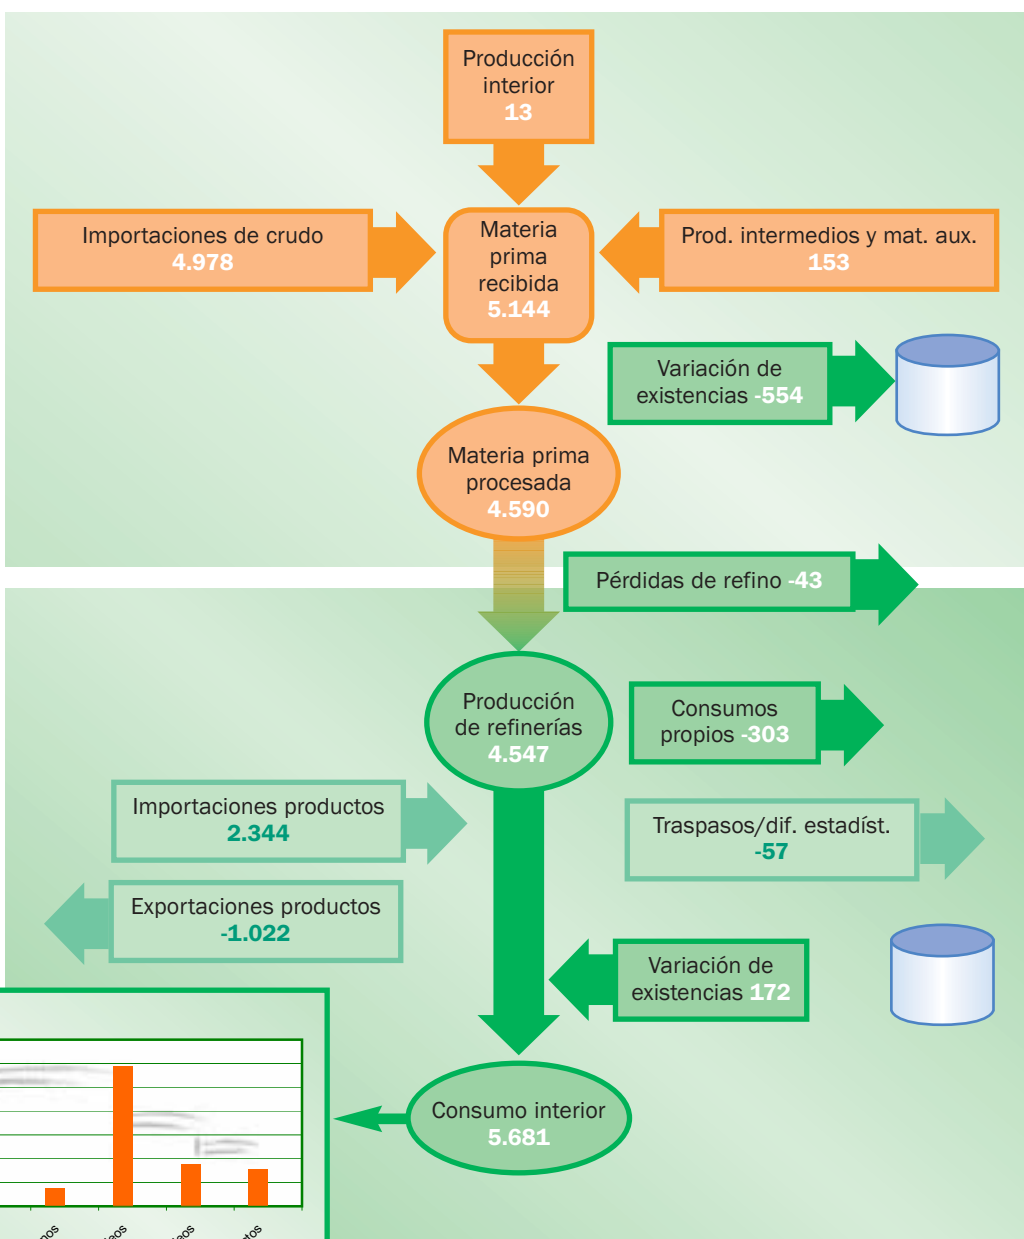 Producción
interior
13
Importaciones de crudo
4.978
Materia
prima
recibida
5.144
Prod. intermedios y mat. aux.
153
Variación de
existencias -554
Materia prima
procesada
4.590
Pérdidas de refino -43
Producción
de refinerías
4.547
Consumos
propios -303
Importaciones productos
2.344
Traspasos/dif. estadíst.
-57
Exportaciones productos
-1.022
Variación de
existencias 172
Consumo interior
5.681